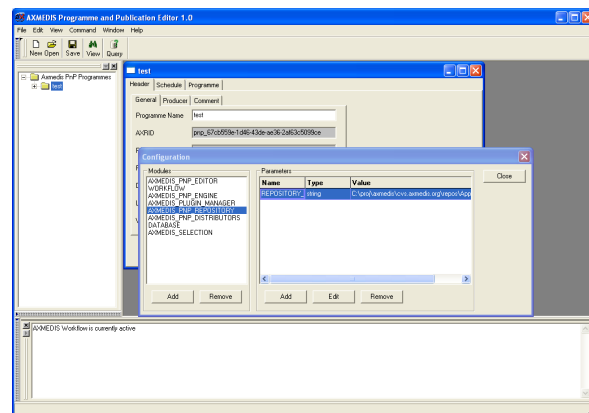 AXMEDIS Programme and Publication Editor 1.0
File Edit View Command Window Help
New Open Save View Query
Axmedis PnP Programmes
test
test
Header Schedule Programme
General Producer Comment
Programme Name test
AXRID pnp_67cb559e-1d46-43de-ae36-2af63c5099ce
Configuration
Modules
AXMEDIS_PNP_EDITOR
WORKFLOW
AXMEDIS_PNP_ENGINE
AXMEDIS_PLUGIN_MANAGER
AXMEDIS_PNP_REPOSITORY
AXMEDIS_PNP_DISTRIBUTORS
DATABASE
AXMEDIS_SELECTION
Add Remove
Parameters
Name Type Value
REPOSITORY_ string C:\proj\axmedis\cvs.axmedis.org\repos\App
Add Edit Remove
Close
AXMEDIS Workflow is currently active